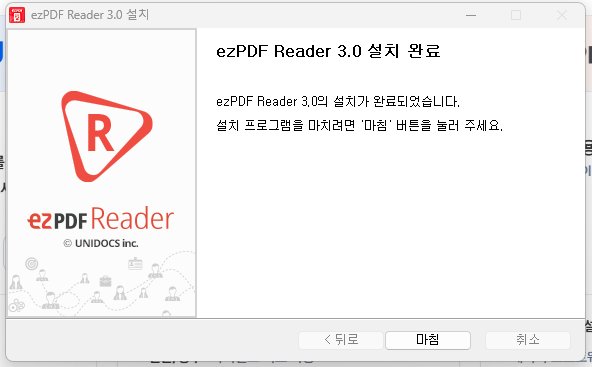 ezPDF Reader 3.0 설치
ezPDF Reader 3.0 설치 완료
ezPDF Reader 3.0의 설치가 완료되었습니다.
설치 프로그램을 마치려면 '마침' 버튼을 눌러 주세요.
R
ezPDF Reader
© UNIDOCS inc.
< 뒤로
마침
취소